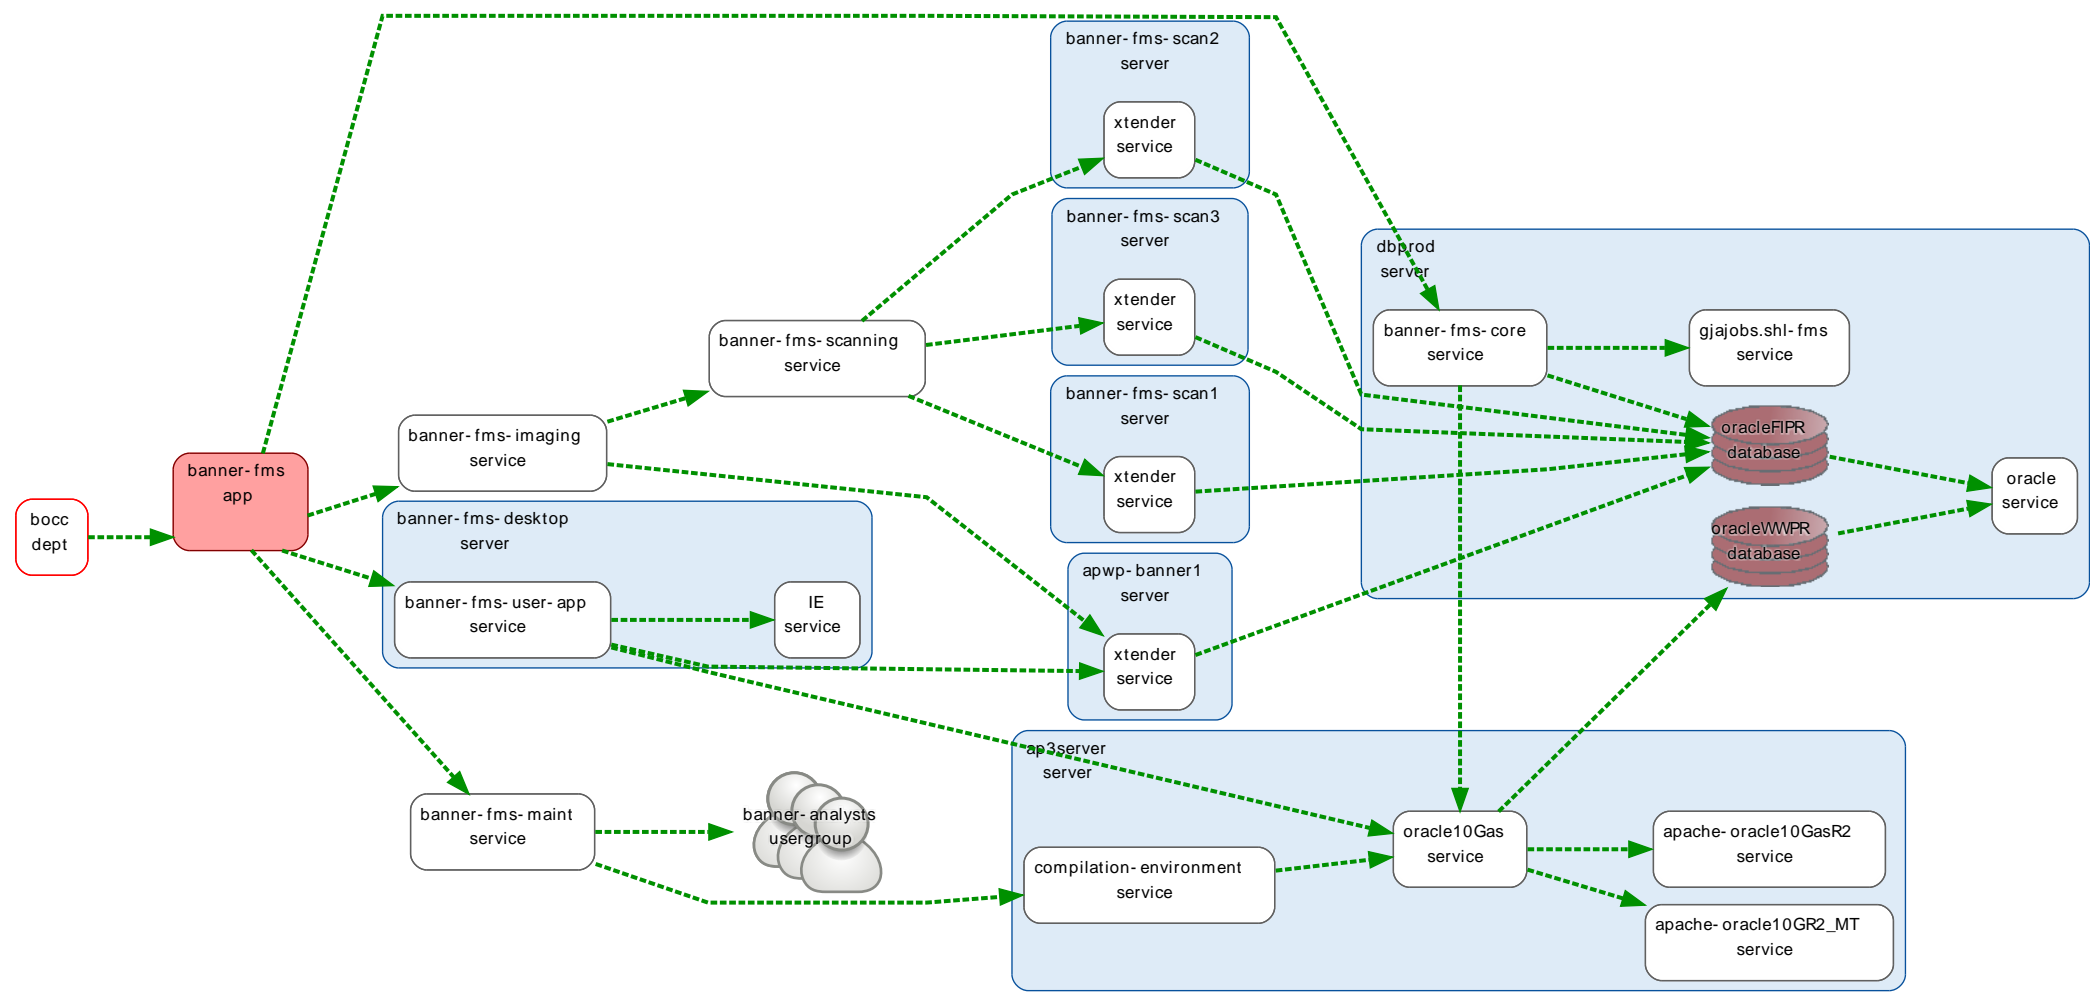 banner-fms-scan2
server
xtender
service
banner-fms-scan3
server
xtender
service
dbprod
server
banner-fms-core
service
gjajobs.shl-fms
service
banner-fms-scanning
service
banner-fms-scan1
server
xtender
service
oracleFIPR
database
oracle
service
oracleWWPR
database
banner-fms-imaging
service
banner-fms
app
bocc
dept
banner-fms-desktop
server
banner-fms-user-app
service
IE
service
apwp-banner1
server
xtender
service
ap3server
server
banner-fms-maint
service
banner-analysts
usergroup
oracle10Gas
service
apache-oracle10GasR2
service
compilation-environment
service
apache-oracle10GR2_MT
service